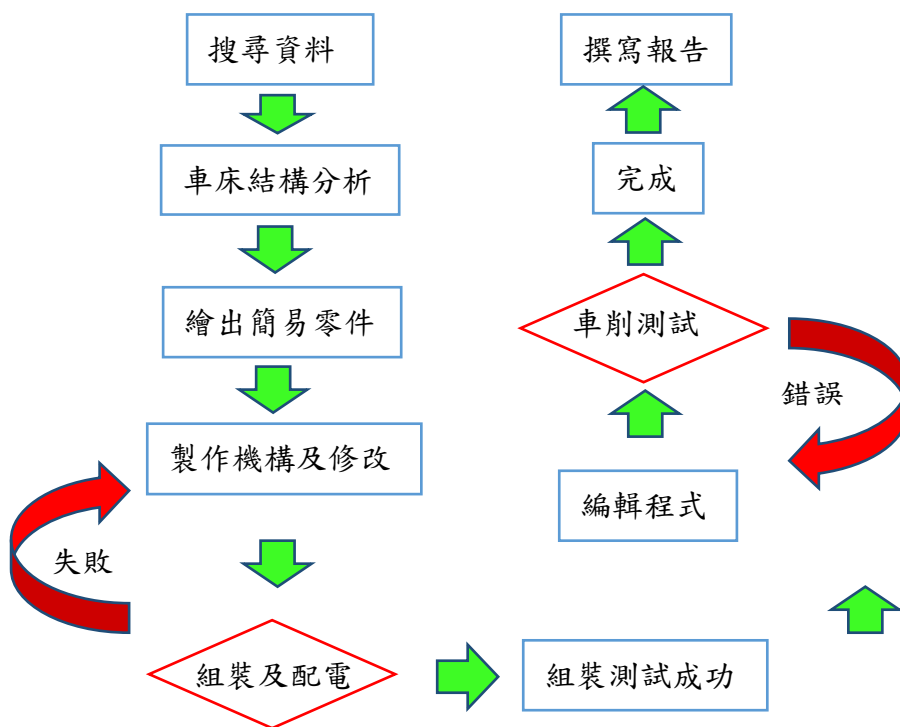 搜尋資料
車床結構分析
繪出簡易零件
製作機構及修改
失敗
組裝及配電
組裝測試成功
編輯程式
錯誤
車削測試
完成
撰寫報告